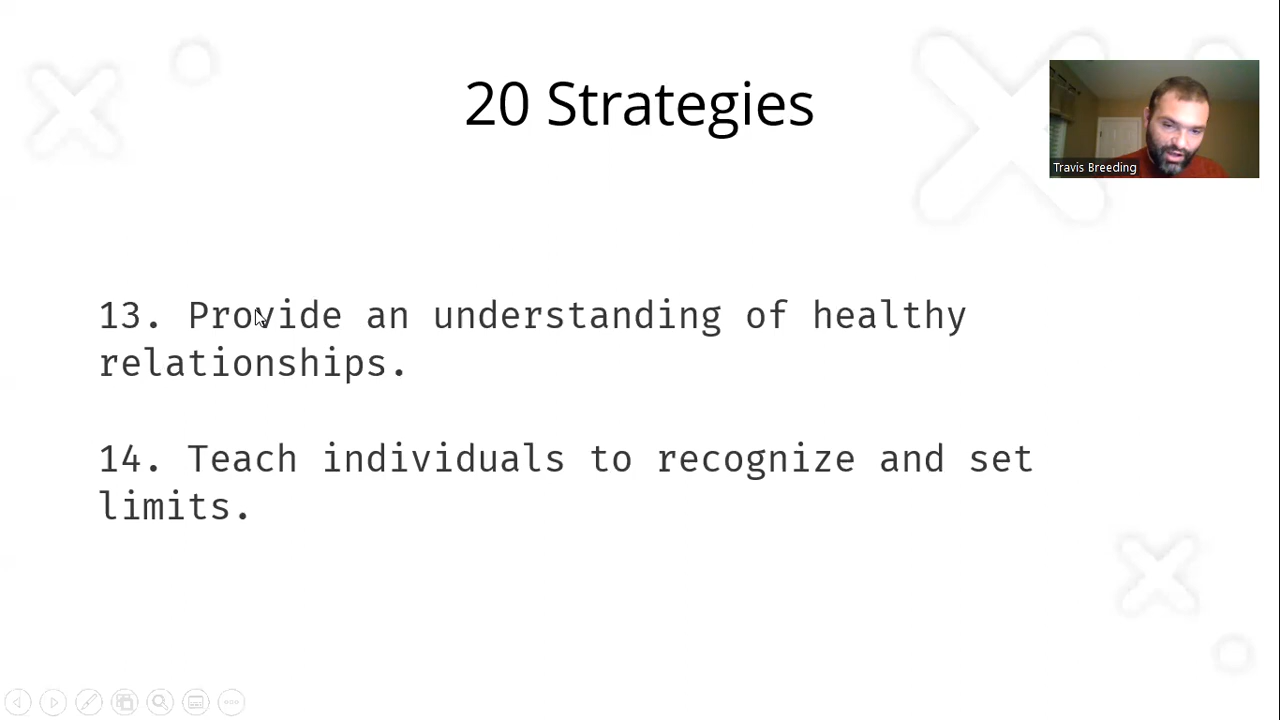 20 Strategies
Travis Breeding
13. Provide an understanding of healthy
relationships.
14. Teach individuals to recognize and set
limits.